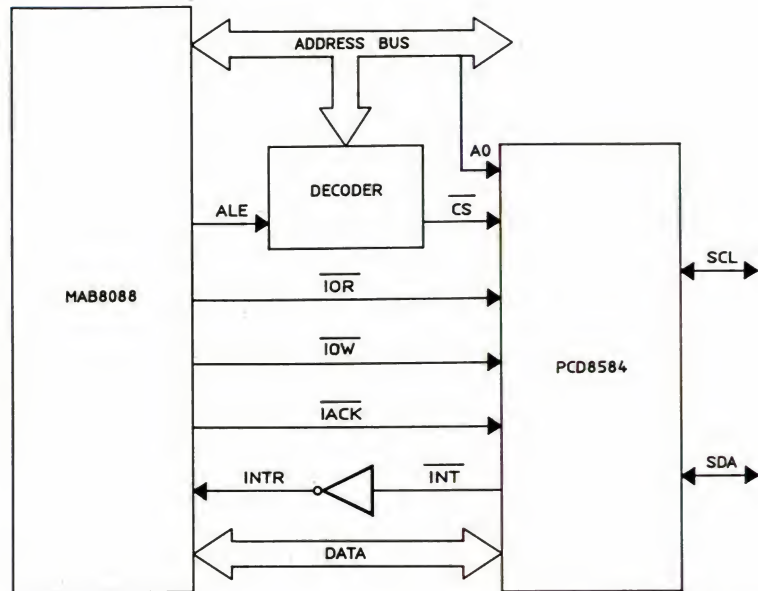 ADDRESS BUS
A0
DECODER
ALE
CS
SCL
IOR
MAB8088
IOW
PCD8584
IACK
SDA
INTR
INT
DATA